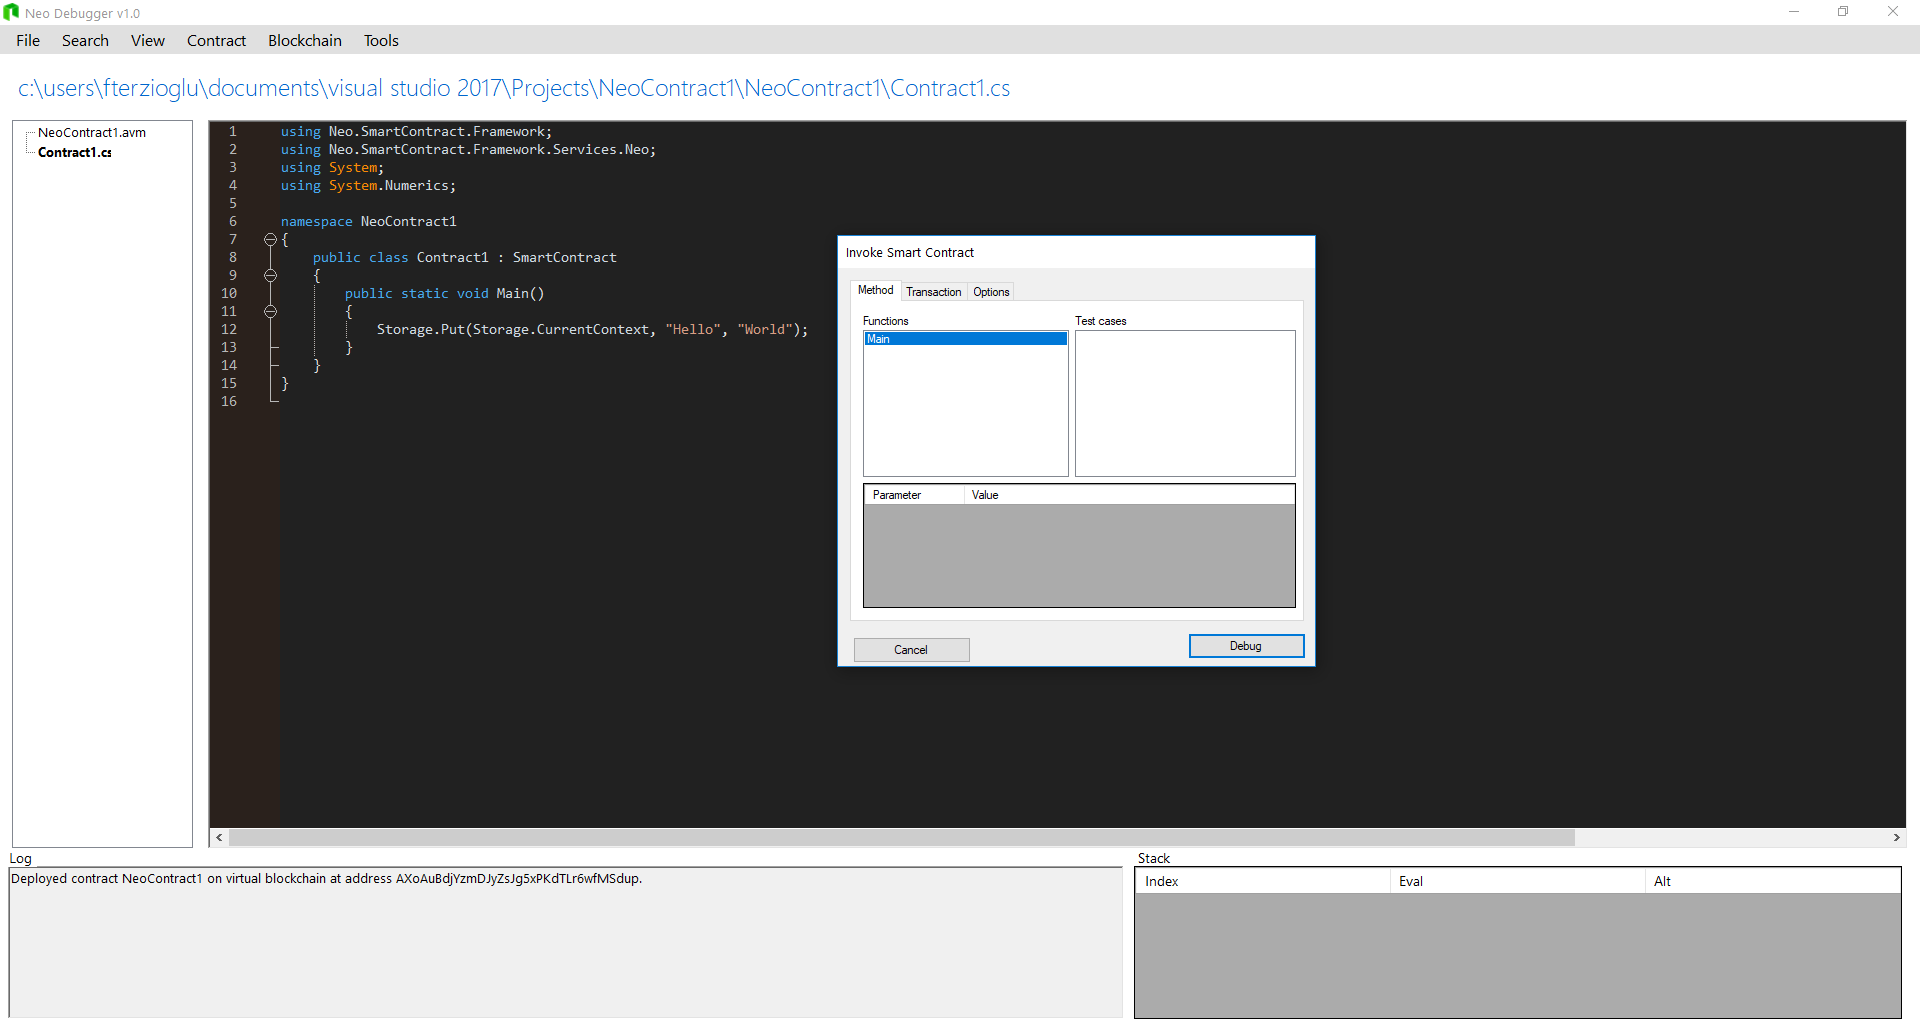 Neo Debugger v1.0
File Search View Contract Blockchain Tools
c:\users\fterzioglu\documents\visual studio 2017\Projects\NeoContract1\NeoContract1\Contract1.cs
NeoContract1.avm
Contract1.cs
1 using Neo.SmartContract.Framework;
2 using Neo.SmartContract.Framework.Services.Neo;
3 using System;
4 using System.Numerics;
5
6 namespace NeoContract1
7 {
8 public class Contract1 : SmartContract
9 {
10 public static void Main()
11 {
12 Storage.Put(Storage.CurrentContext, "Hello", "World");
13 }
14 }
15 }
16
Invoke Smart Contract
Method Transaction Options
Functions Test cases
Main
Parameter Value
Cancel Debug
Log
Deployed contract NeoContract1 on virtual blockchain at address AXoAuBdjYzmDJyZsJg5xPKdTLr6wfMSdup.
Stack
Index Eval Alt